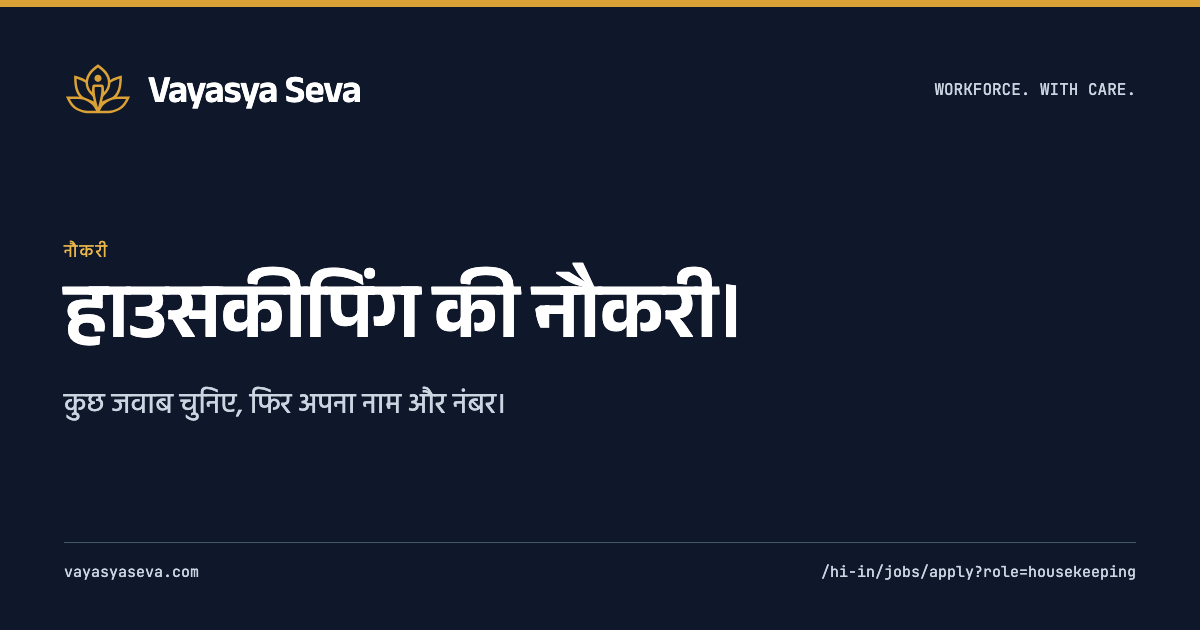 Vayasya Seva
WORKFORCE. WITH CARE.
नौकरी
हाउसकीपिंग की नौकरी।
कुछ जवाब चुनिए, फिर अपना नाम और नंबर।
vayasyaseva.com
/hi-in/jobs/apply?role=housekeeping